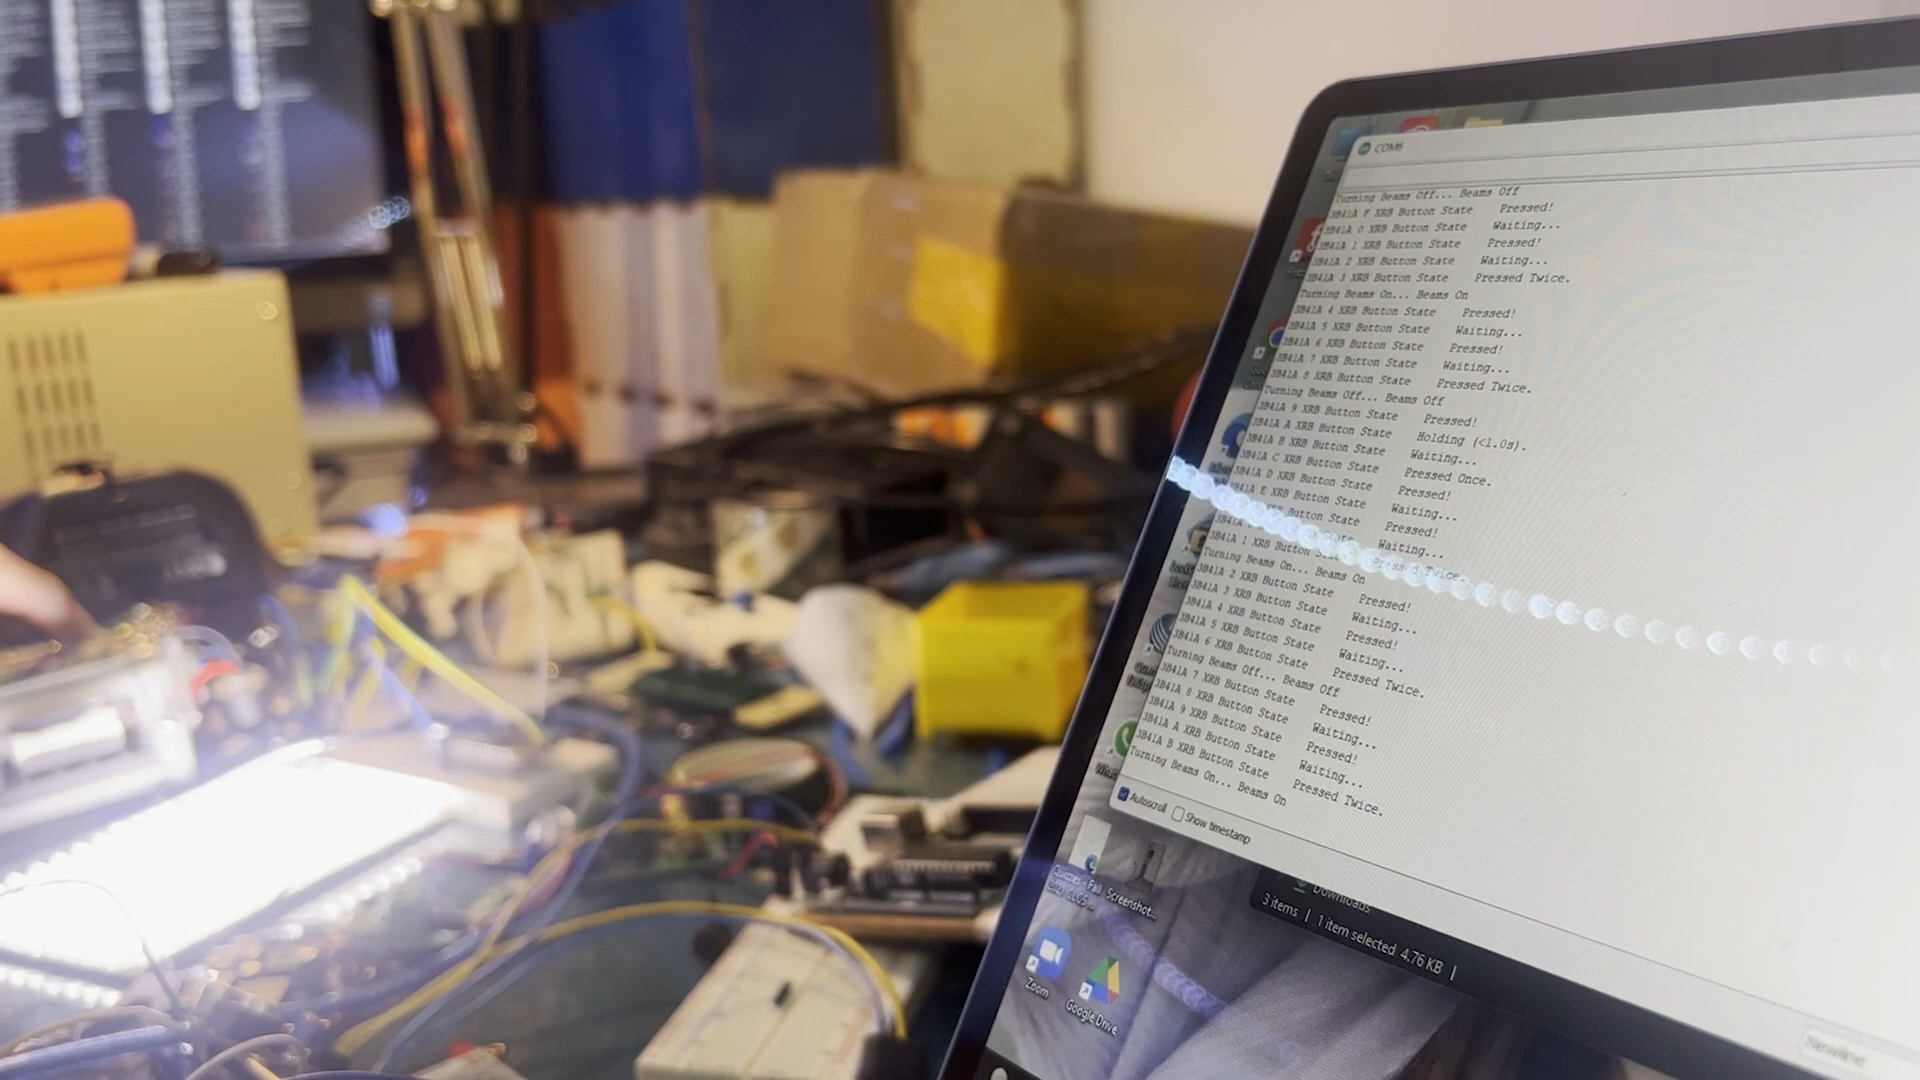 COM6
Turning Beams Off... Beams Off
3B41A F XRB Button State Pressed!
3B41A 0 XRB Button State Waiting...
3B41A 1 XRB Button State Pressed!
3B41A 2 XRB Button State Waiting...
3B41A 3 XRB Button State Pressed Twice.
Turning Beams On... Beams On
3B41A 4 XRB Button State Pressed!
3B41A 5 XRB Button State Waiting...
3B41A 6 XRB Button State Pressed!
3B41A 7 XRB Button State Waiting...
3B41A 8 XRB Button State Pressed Twice.
Turning Beams Off... Beams Off
3B41A 9 XRB Button State Pressed!
3B41A A XRB Button State Holding (<1.0s).
3B41A B XRB Button State Waiting...
3B41A C XRB Button State Pressed Once.
3B41A D XRB Button State Pressed!
3B41A E XRB Button State Waiting...
XRB Button State Pressed!
3B41A Waiting...
3B41A 1 XRB Button Pressed Twice.
Turning Beams On... Beams On
3B41A 2 XRB Button State Pressed!
3B41A 3 XRB Button State Waiting...
3B41A 4 XRB Button State Pressed!
3B41A 5 XRB Button State Waiting...
3B41A 6 XRB Button State Pressed Twice.
Turning Beams Off... Beams Off
3B41A 7 XRB Button State Pressed!
3B41A 8 XRB Button State Waiting...
3B41A 9 XRB Button State Pressed!
3B41A A XRB Button State Waiting...
3B41A B XRB Button State Pressed Twice.
Turning Beams On... Beams On
Autoscroll Show timestamp
Newline
Quizzes - Fall
Screenshot...
Downloads
3 items | 1 item selected 4.76 KB |
Zoom
Google Drive